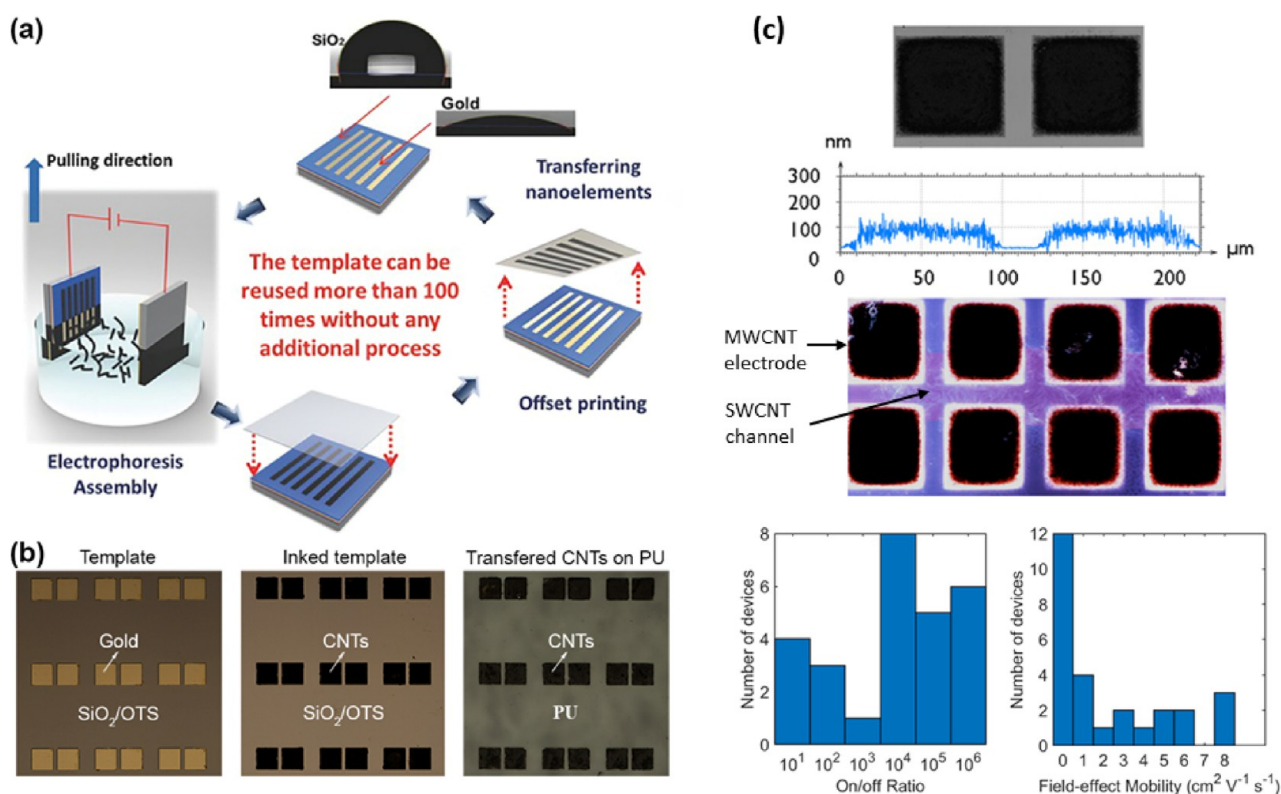 (a)
SiO₂
Gold
Pulling direction
Transferring
nanoelements
The template can be
reused more than 100
times without any
additional process
Offset printing
Electrophoresis
Assembly
(b)
Template
Inked template
Transfered CNTs on PU
Gold
CNTs
CNTs
SiO₂/OTS
SiO₂/OTS
PU
(c)
nm
300
200
100
0
0
50
100
150
200
μm
MWCNT
electrode
SWCNT
channel
Number of devices
8
6
4
2
0
10¹ 10² 10³ 10⁴ 10⁵ 10⁶
On/off Ratio
Number of devices
12
10
8
6
4
2
0
0 1 2 3 4 5 6 7 8
Field-effect Mobility (cm² V⁻¹ s⁻¹)